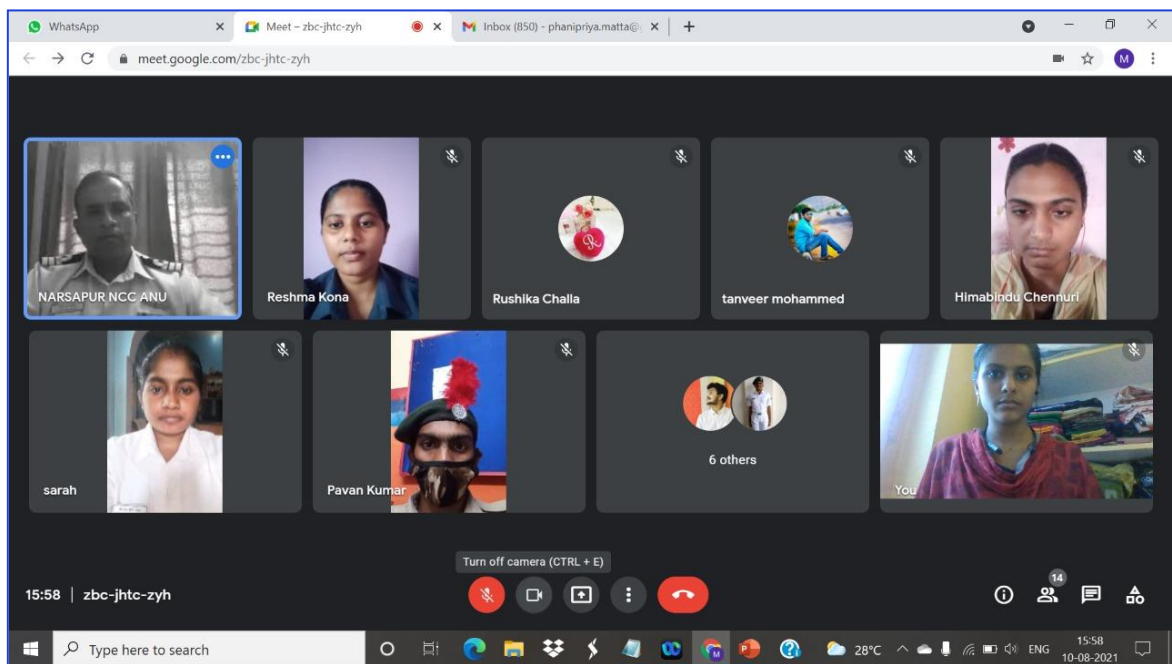 WhatsApp
Meet – zbc-jhtc-zyh
Inbox (850) - phanipriya.matta@
meet.google.com/zbc-jhtc-zyh
M
NARSAPUR NCC ANU
Reshma Kona
Rushika Challa
tanveer mohammed
Himabindu Chennuri
sarah
Pavan Kumar
6 others
You
Turn off camera (CTRL + E)
15:58 | zbc-jhtc-zyh
14
Type here to search
28°C
ENG
15:58
10-08-2021